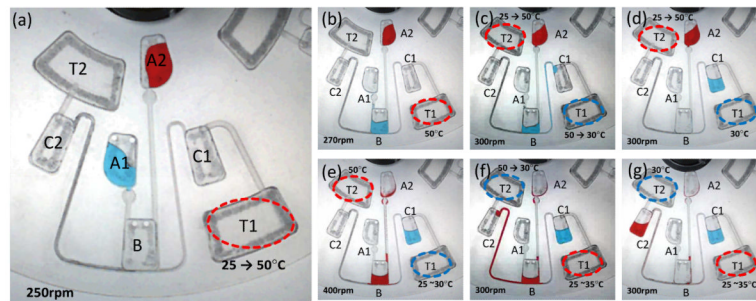 (a)
T2
A2
C2
A1
C1
T1
B
25 → 50°C
250rpm
(b)
T2
A2
C1
C2
A1
T1
50°C
270rpm
B
(c)
25 → 50°C
T2
A2
C1
C2
A1
T1
50 → 30°C
300rpm
B
(d)
25 → 50°C
T2
A2
C1
C2
A1
T1
30°C
300rpm
B
(e)
50°C
T2
A2
C1
C2
A1
T1
25 ~30°C
400rpm
B
(f)
50 → 30°C
T2
A2
C1
C2
A1
T1
25 ~35°C
300rpm
B
(g)
30°C
T2
A2
C1
C2
A1
T1
25 ~35°C
300rpm
B